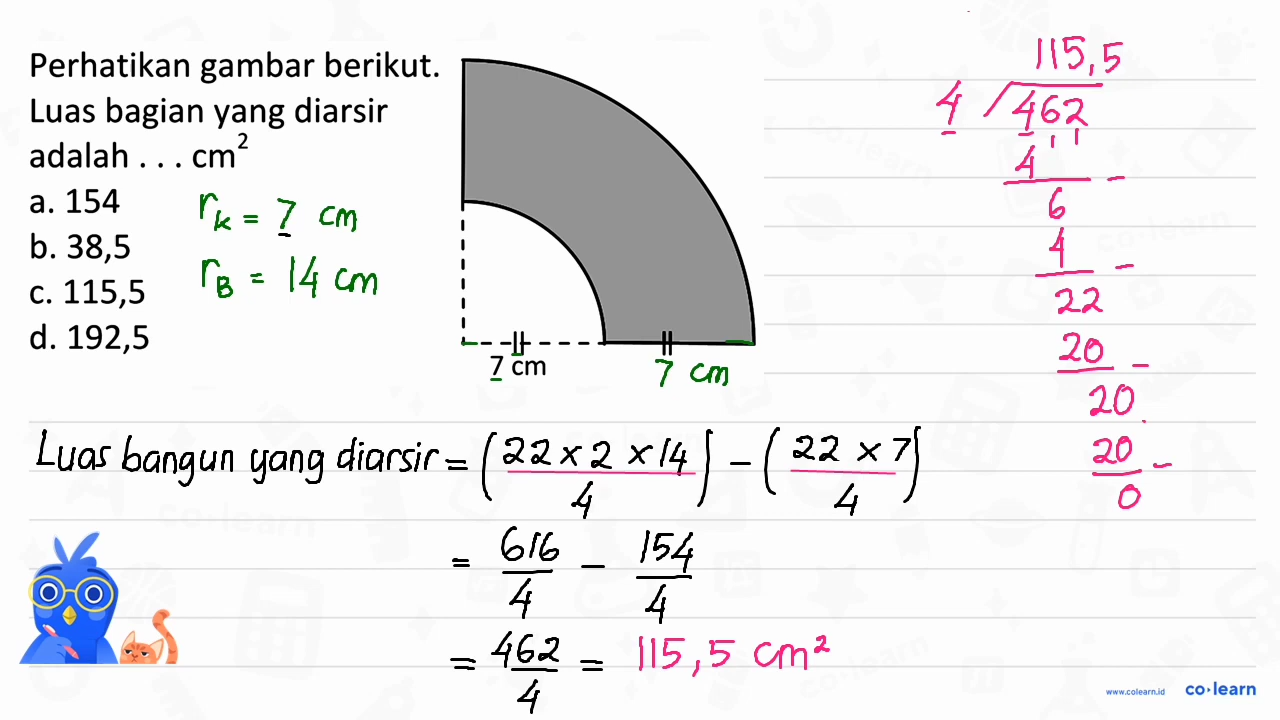 Perhatikan gambar berikut.
Luas bagian yang diarsir
adalah . . . cm²
a. 154
b. 38,5
c. 115,5
d. 192,5
r_k = 7 cm
r_B = 14 cm
7 cm
7 cm
115,5
4 / 462
4 -
6
4 -
22
20 -
20
20 -
0
Luas bangun yang diarsir = (22 × 2 × 14 / 4) - (22 × 7 / 4)
= 616/4 - 154/4
= 462/4 = 115,5 cm²
www.colearn.id
co·learn